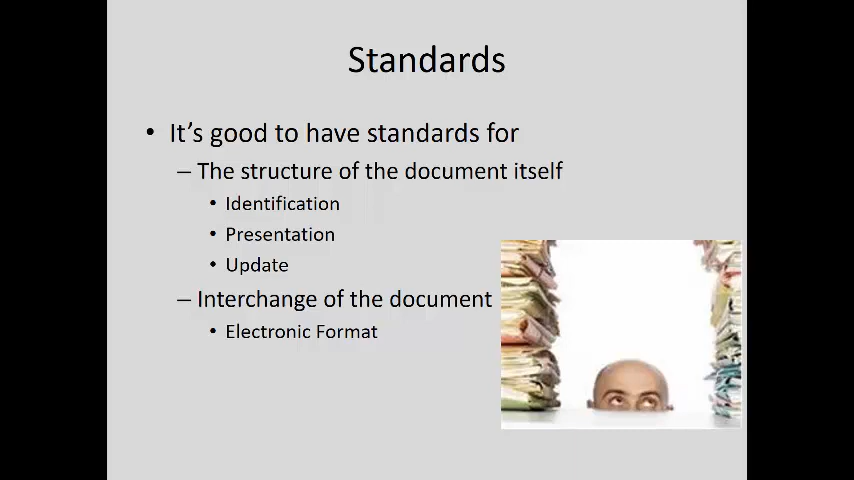 Standards
• It’s good to have standards for
– The structure of the document itself
• Identification
• Presentation
• Update
– Interchange of the document
• Electronic Format